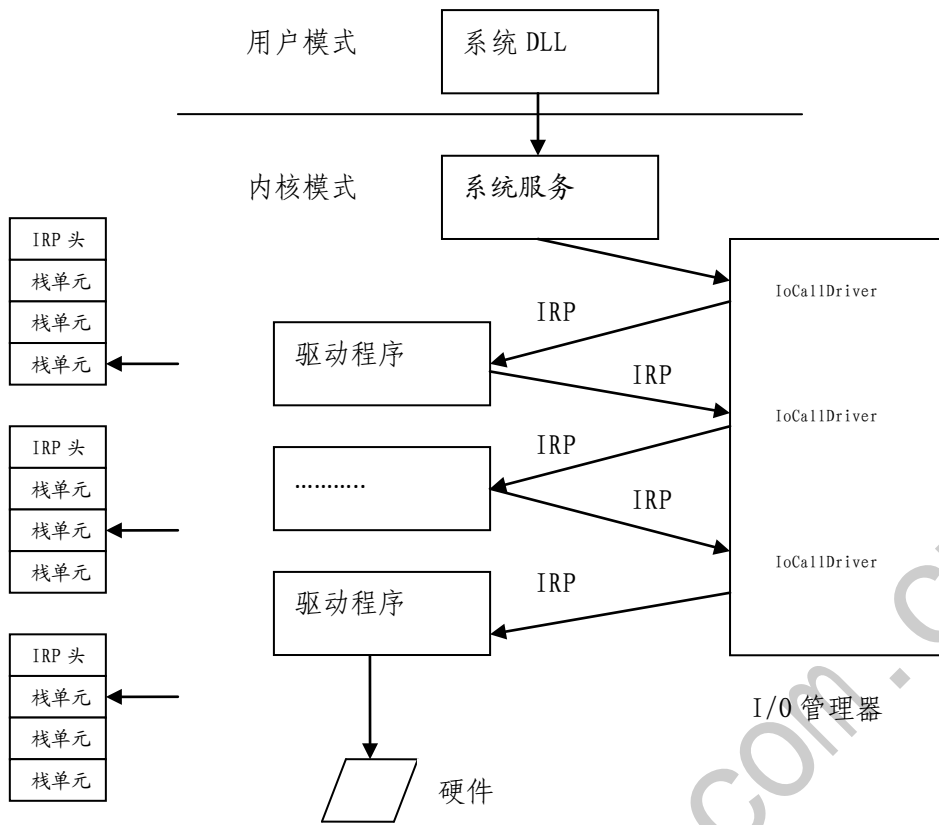 用户模式
系统 DLL
内核模式
系统服务
IRP 头
栈单元
栈单元
栈单元
IoCallDriver
IRP
驱动程序
IRP
IoCallDriver
IRP 头
栈单元
栈单元
栈单元
IRP
...........
IRP
IoCallDriver
IRP
驱动程序
IRP 头
栈单元
栈单元
栈单元
I/O 管理器
硬件
com.c